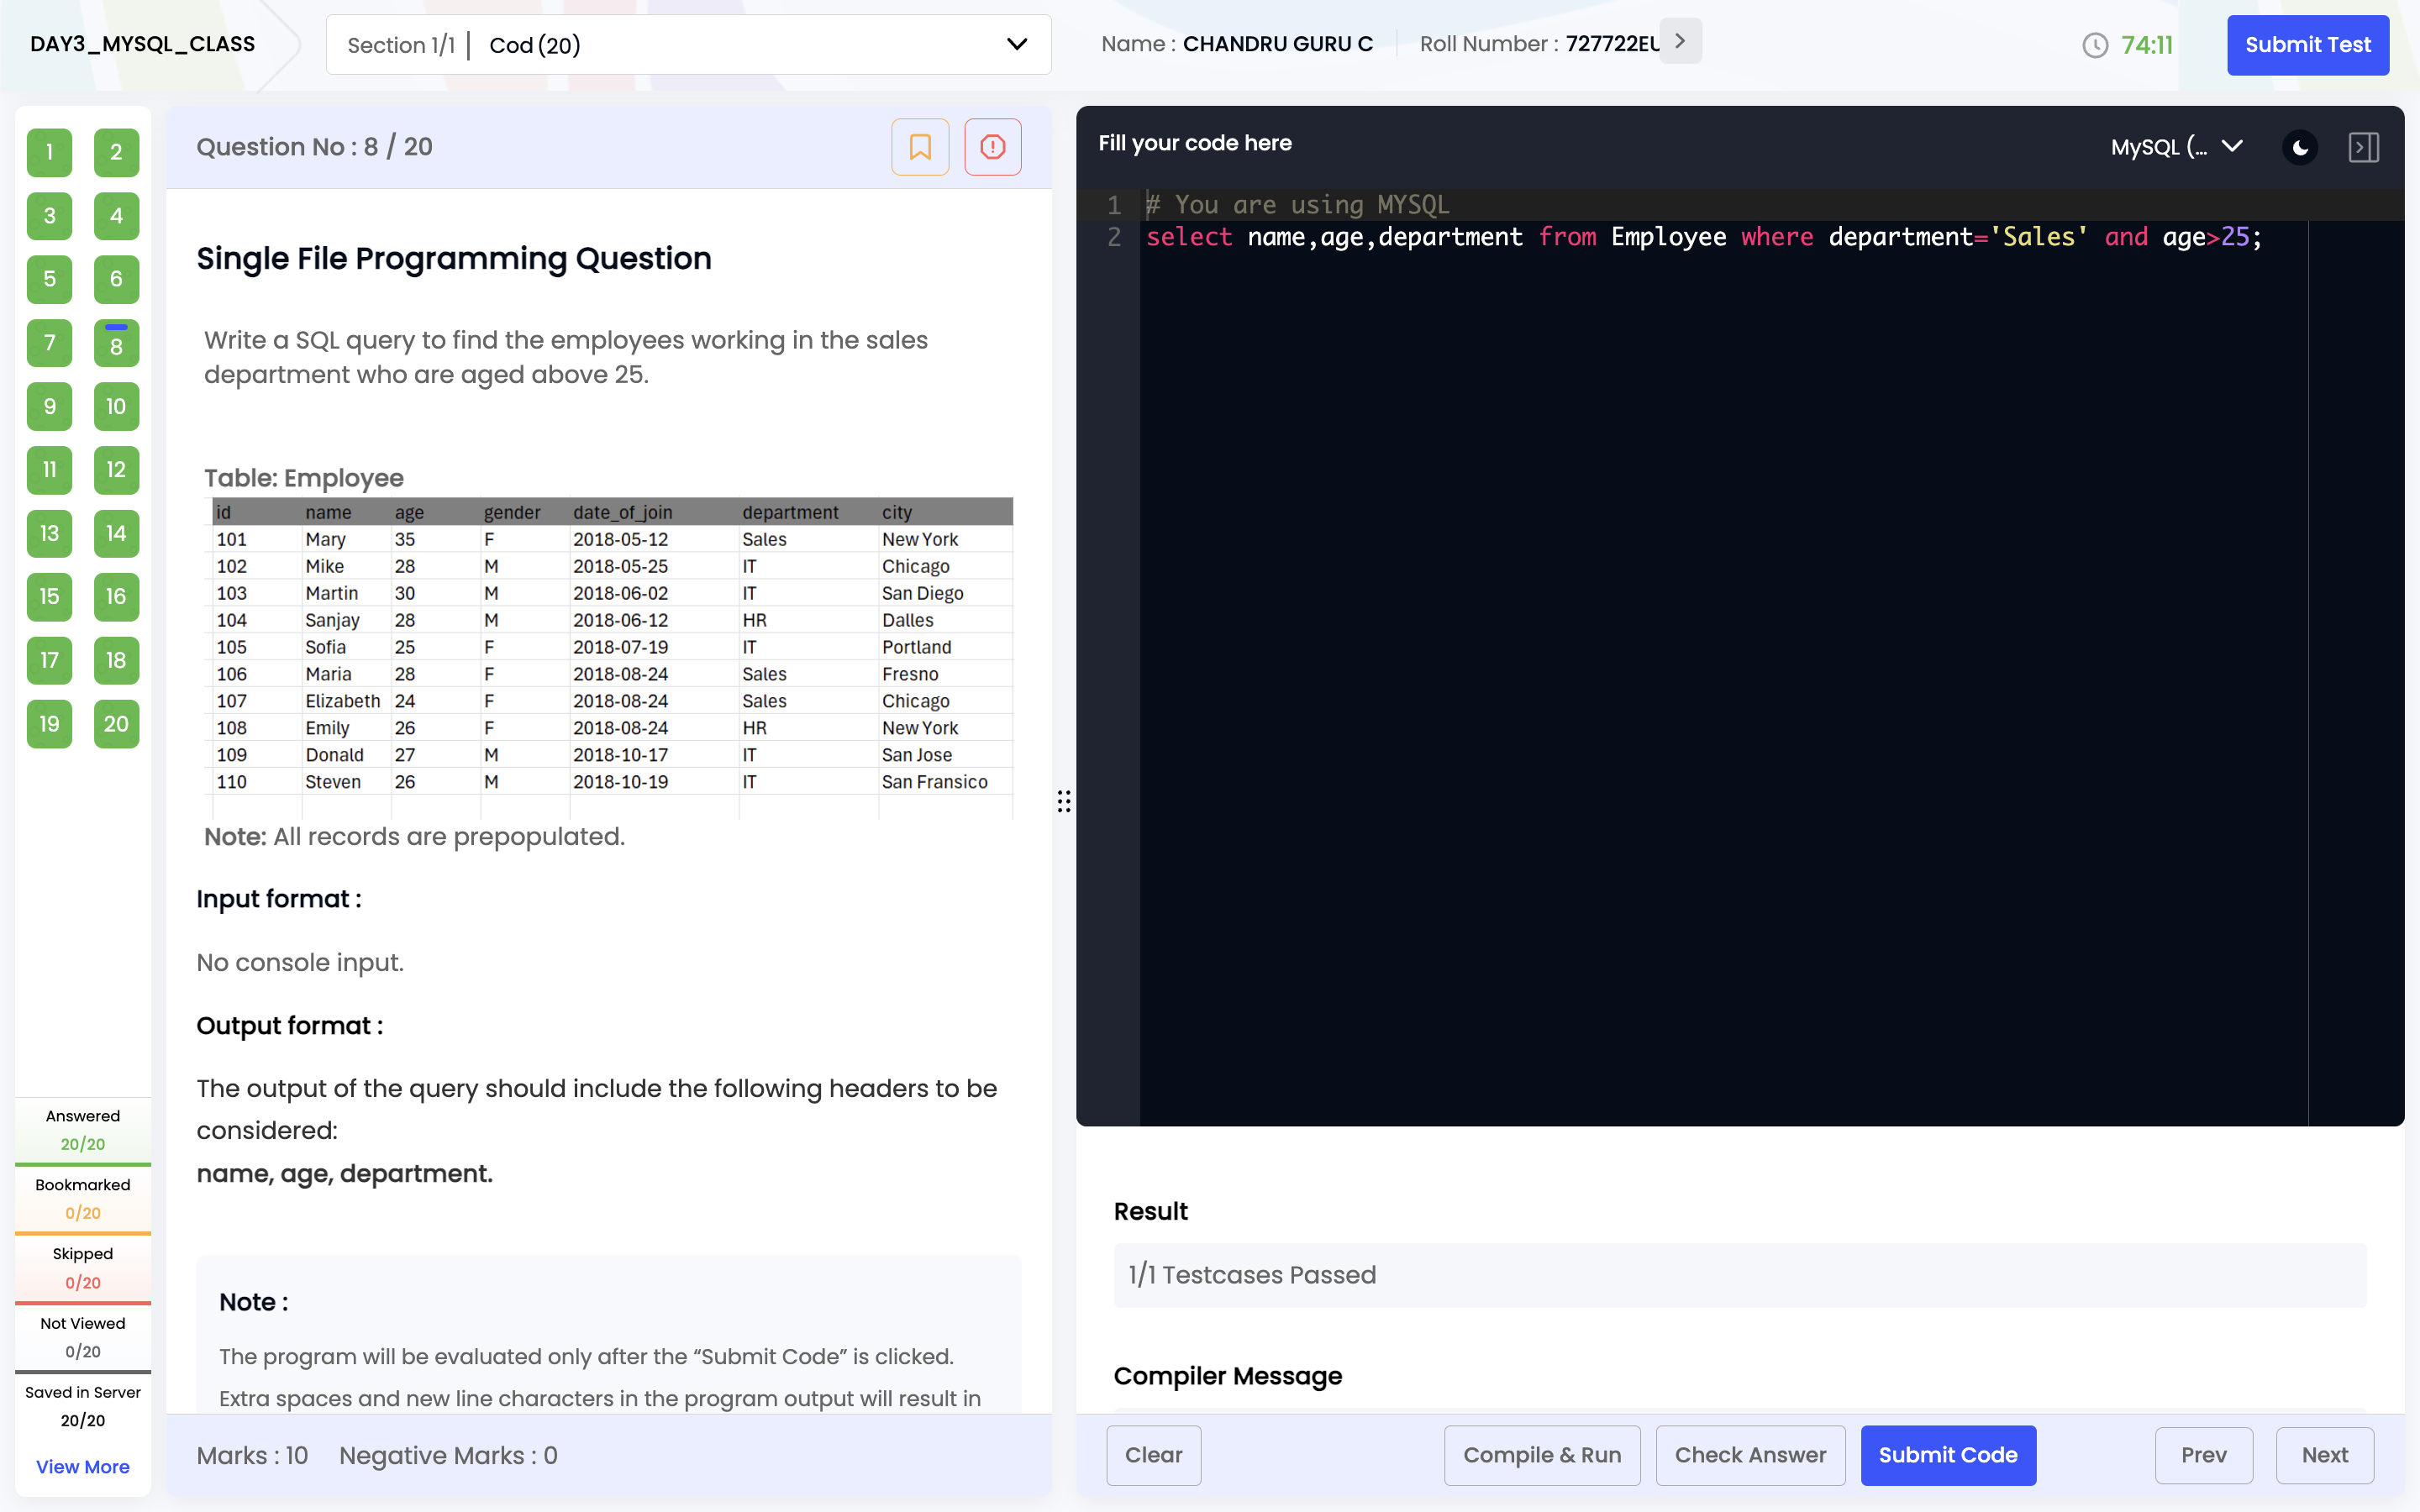 DAY3_MYSQL_CLASS
Section 1/1 | Cod (20)
Name : CHANDRU GURU C
Roll Number : 727722EU
74:11
Submit Test
1 2
3 4
5 6
7 8
9 10
11 12
13 14
15 16
17 18
19 20
Answered
20/20
Bookmarked
0/20
Skipped
0/20
Not Viewed
0/20
Saved in Server
20/20
View More
Question No : 8 / 20
Single File Programming Question
Write a SQL query to find the employees working in the sales
department who are aged above 25.
Table: Employee
id name age gender date_of_join department city
101 Mary 35 F 2018-05-12 Sales New York
102 Mike 28 M 2018-05-25 IT Chicago
103 Martin 30 M 2018-06-02 IT San Diego
104 Sanjay 28 M 2018-06-12 HR Dalles
105 Sofia 25 F 2018-07-19 IT Portland
106 Maria 28 F 2018-08-24 Sales Fresno
107 Elizabeth 24 F 2018-08-24 Sales Chicago
108 Emily 26 F 2018-08-24 HR New York
109 Donald 27 M 2018-10-17 IT San Jose
110 Steven 26 M 2018-10-19 IT San Fransico
Note: All records are prepopulated.
Input format :
No console input.
Output format :
The output of the query should include the following headers to be
considered:
name, age, department.
Note :
The program will be evaluated only after the “Submit Code” is clicked.
Extra spaces and new line characters in the program output will result in
Marks : 10 Negative Marks : 0
Fill your code here
MySQL (...
1 # You are using MYSQL
2 select name,age,department from Employee where department='Sales' and age>25;
Result
1/1 Testcases Passed
Compiler Message
Clear
Compile & Run
Check Answer
Submit Code
Prev
Next